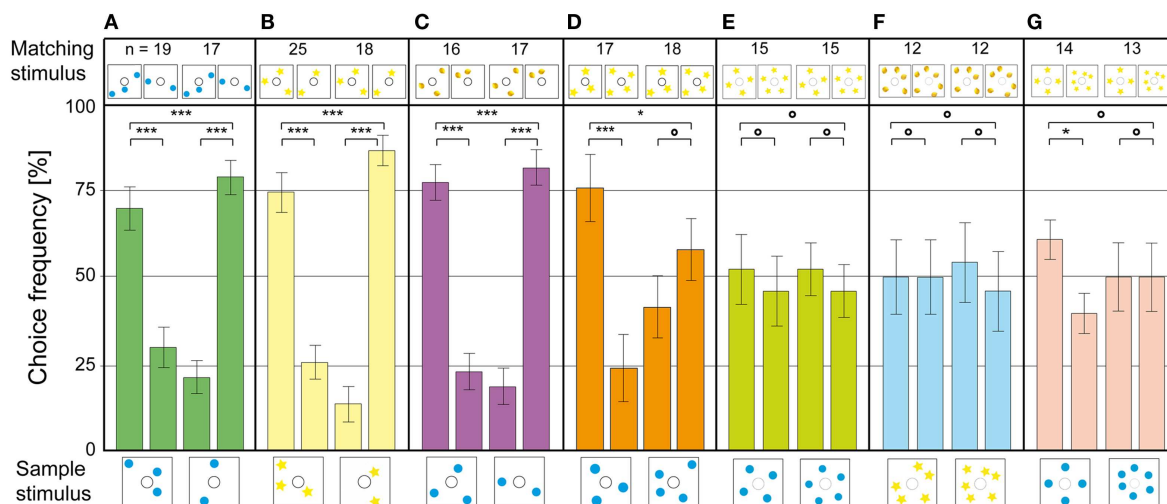 A B C D E F G
Matching stimulus
n = 19 17 25 18 16 17 17 18 15 15 12 12 14 13
100
*** *** *** * o o o
*** *** *** *** *** *** *** o o o o o * o
75
50
25
0
Choice frequency [%]
Sample stimulus